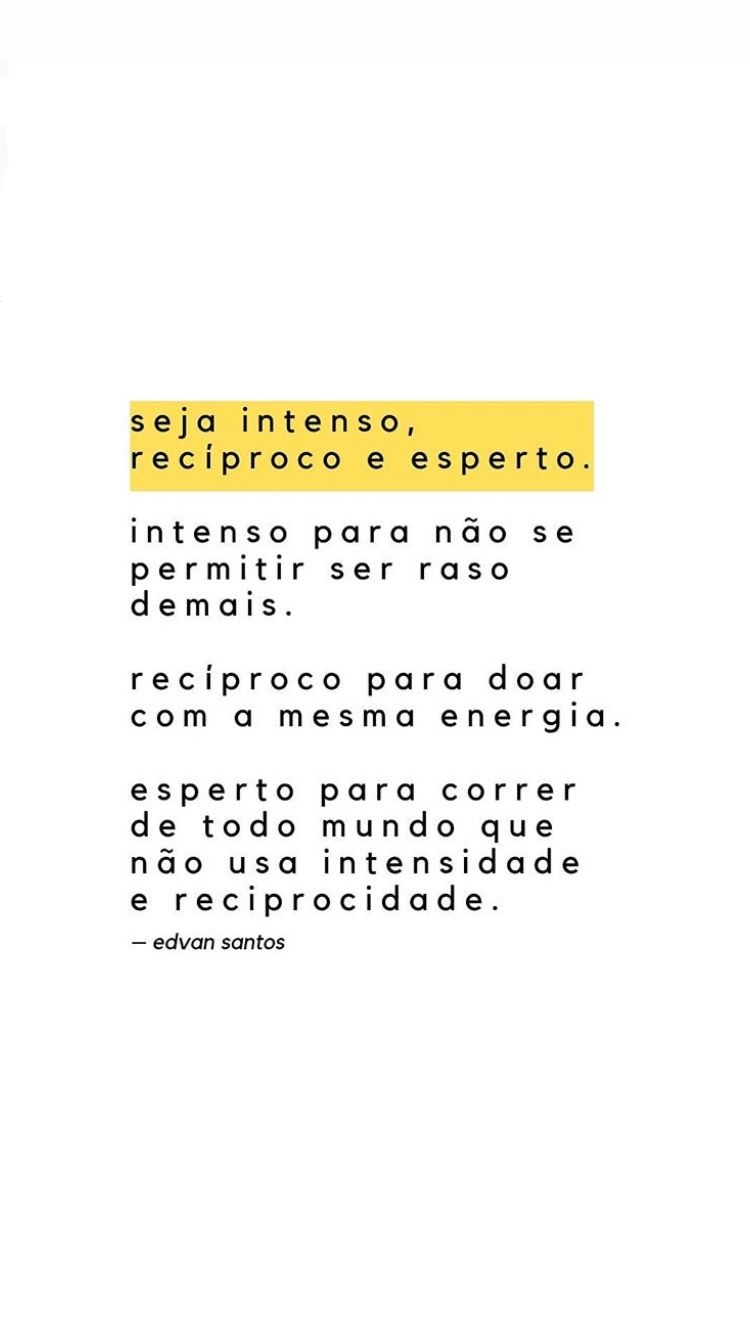 seja intenso,
recíproco e esperto.
intenso para não se
permitir ser raso
demais.
recíproco para doar
com a mesma energia.
esperto para correr
de todo mundo que
não usa intensidade
e reciprocidade.
— edvan santos